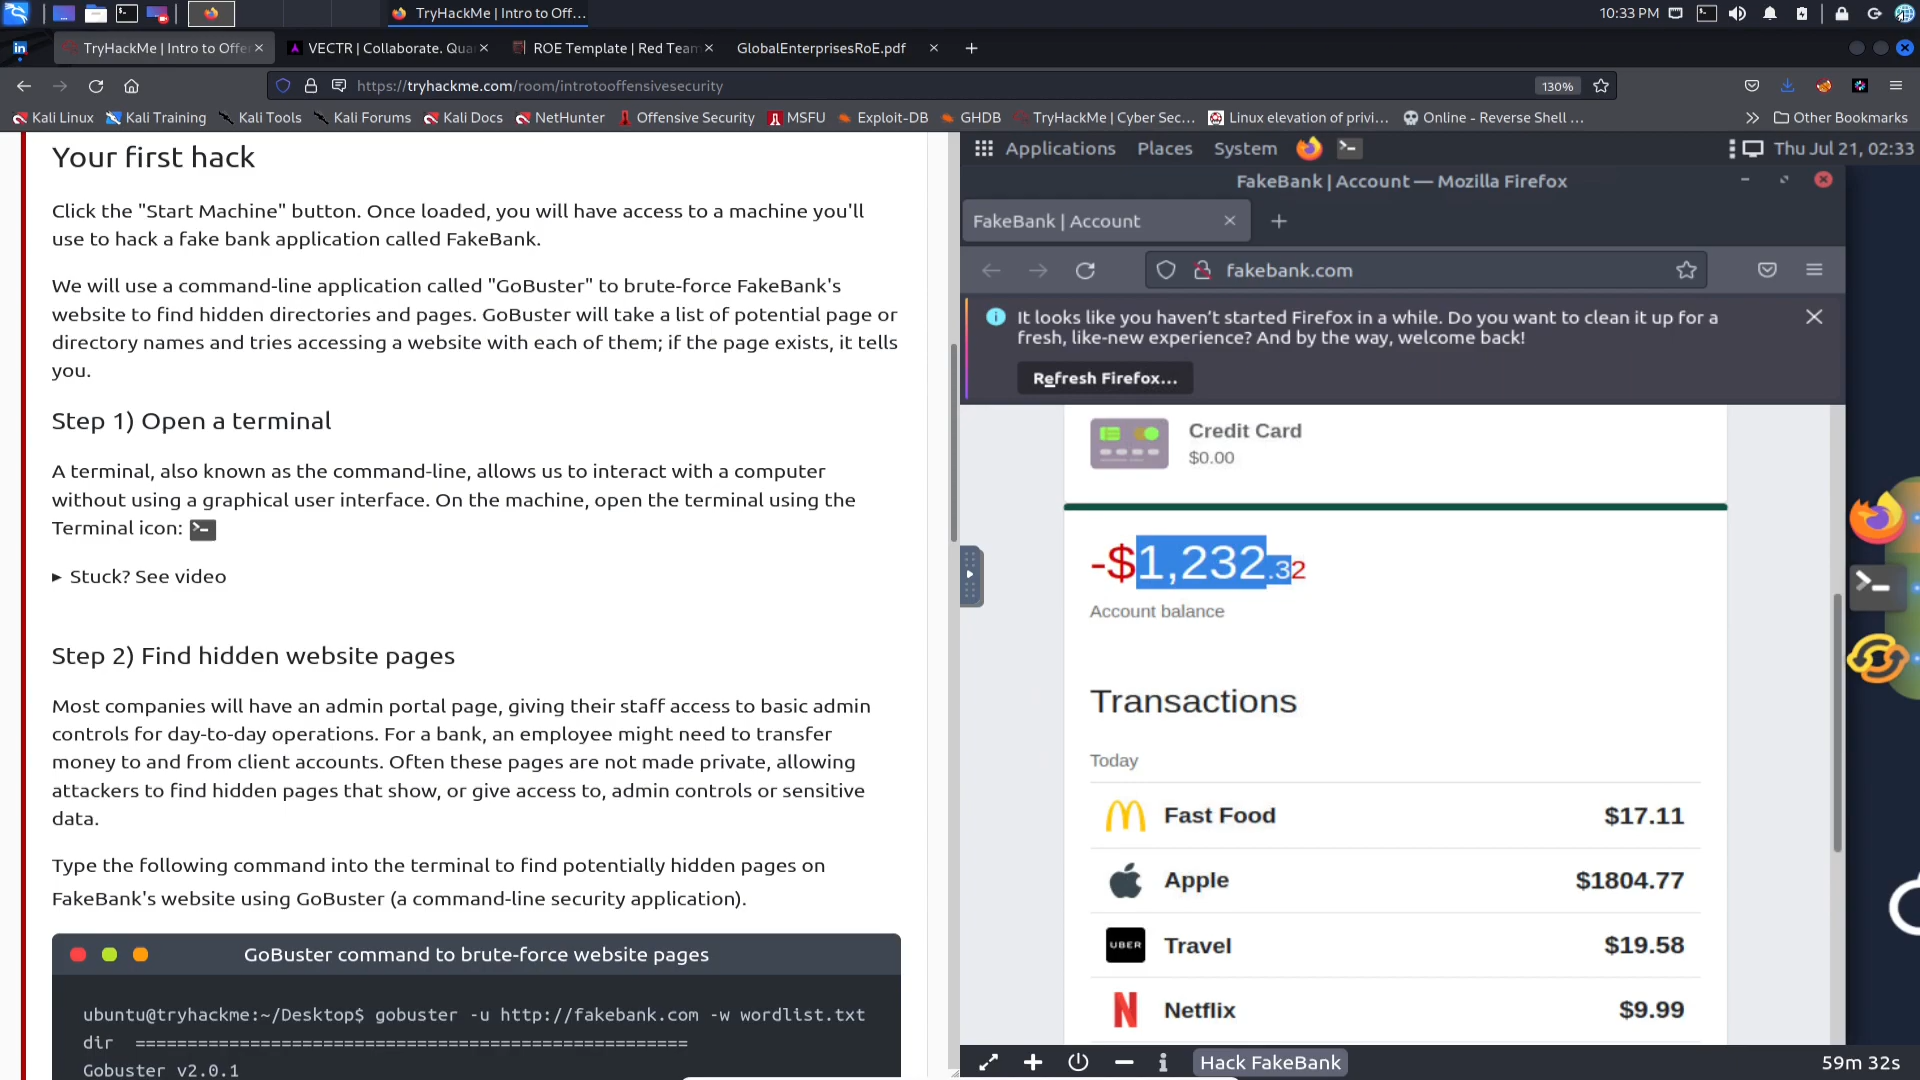 TryHackMe | Intro to Off...
10:33 PM
in
TryHackMe | Intro to Offe
VECTR | Collaborate. Qua
ROE Template | Red Team
GlobalEnterprisesRoE.pdf
https://tryhackme.com/room/introtooffensivesecurity
130%
Kali Linux
Kali Training
Kali Tools
Kali Forums
Kali Docs
NetHunter
Offensive Security
MSFU
Exploit-DB
GHDB
TryHackMe | Cyber Sec...
Linux elevation of privi...
Online - Reverse Shell ...
Other Bookmarks
Your first hack
Click the "Start Machine" button. Once loaded, you will have access to a machine you'll
use to hack a fake bank application called FakeBank.
We will use a command-line application called "GoBuster" to brute-force FakeBank's
website to find hidden directories and pages. GoBuster will take a list of potential page or
directory names and tries accessing a website with each of them; if the page exists, it tells
you.
Step 1) Open a terminal
A terminal, also known as the command-line, allows us to interact with a computer
without using a graphical user interface. On the machine, open the terminal using the
Terminal icon:
Stuck? See video
Step 2) Find hidden website pages
Most companies will have an admin portal page, giving their staff access to basic admin
controls for day-to-day operations. For a bank, an employee might need to transfer
money to and from client accounts. Often these pages are not made private, allowing
attackers to find hidden pages that show, or give access to, admin controls or sensitive
data.
Type the following command into the terminal to find potentially hidden pages on
FakeBank's website using GoBuster (a command-line security application).
GoBuster command to brute-force website pages
ubuntu@tryhackme:~/Desktop$ gobuster -u http://fakebank.com -w wordlist.txt
dir =====================================================
Gobuster v2.0.1
Applications Places System
Thu Jul 21, 02:33
FakeBank | Account — Mozilla Firefox
FakeBank | Account
fakebank.com
It looks like you haven't started Firefox in a while. Do you want to clean it up for a
fresh, like-new experience? And by the way, welcome back!
Refresh Firefox...
Credit Card
$0.00
-$1,232.32
Account balance
Transactions
Today
Fast Food $17.11
Apple $1804.77
UBER Travel $19.58
Netflix $9.99
Hack FakeBank
59m 32s